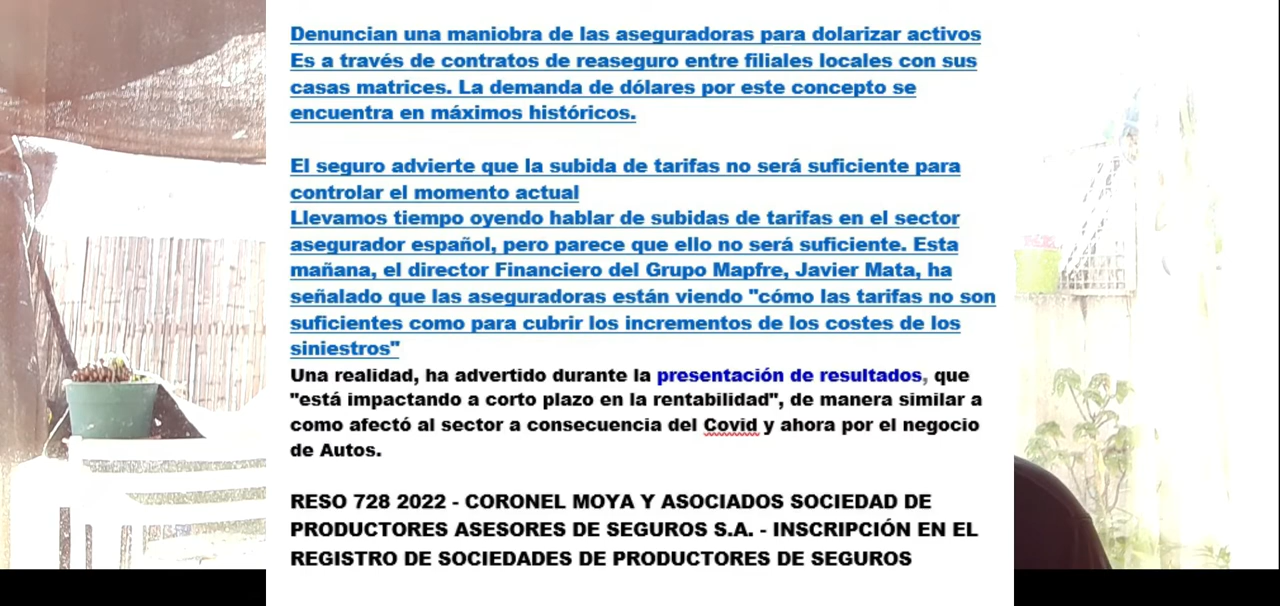 Denuncian una maniobra de las aseguradoras para dolarizar activos
Es a través de contratos de reaseguro entre filiales locales con sus
casas matrices. La demanda de dólares por este concepto se
encuentra en máximos históricos.
El seguro advierte que la subida de tarifas no será suficiente para
controlar el momento actual
Llevamos tiempo oyendo hablar de subidas de tarifas en el sector
asegurador español, pero parece que ello no será suficiente. Esta
mañana, el director Financiero del Grupo Mapfre, Javier Mata, ha
señalado que las aseguradoras están viendo "cómo las tarifas no son
suficientes como para cubrir los incrementos de los costes de los
siniestros"
Una realidad, ha advertido durante la presentación de resultados, que
"está impactando a corto plazo en la rentabilidad", de manera similar a
como afectó al sector a consecuencia del Covid y ahora por el negocio
de Autos.
RESO 728 2022 - CORONEL MOYA Y ASOCIADOS SOCIEDAD DE
PRODUCTORES ASESORES DE SEGUROS S.A. - INSCRIPCIÓN EN EL
REGISTRO DE SOCIEDADES DE PRODUCTORES DE SEGUROS